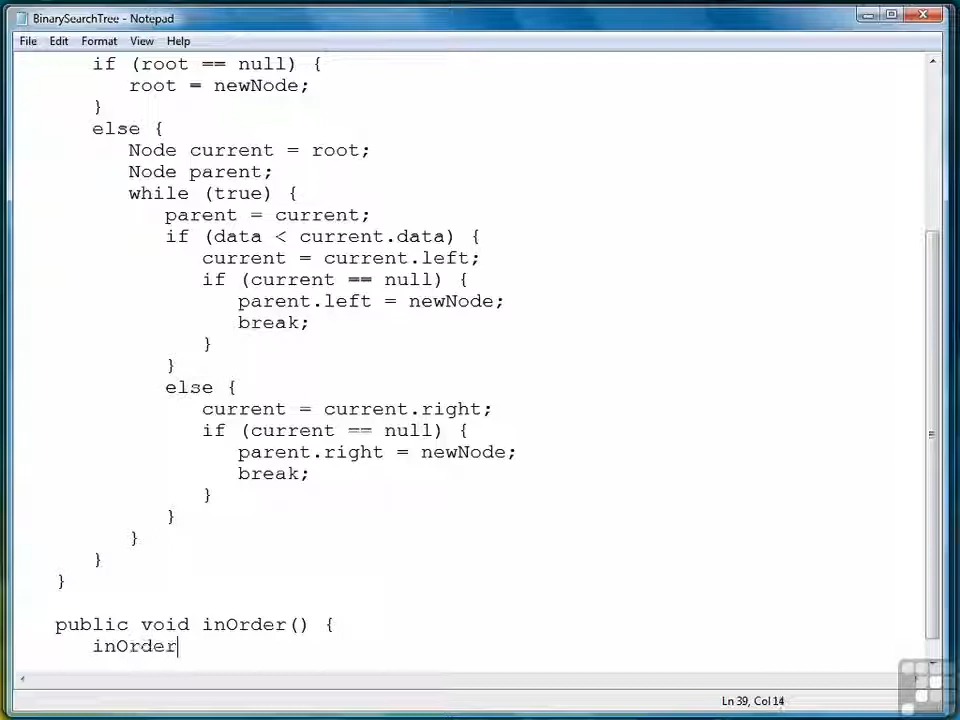 BinarySearchTree - Notepad
File Edit Format View Help
if (root == null) {
root = newNode;
}
else {
Node current = root;
Node parent;
while (true) {
parent = current;
if (data < current.data) {
current = current.left;
if (current == null) {
parent.left = newNode;
break;
}
}
else {
current = current.right;
if (current == null) {
parent.right = newNode;
break;
}
}
}
}
}
public void inOrder() {
inOrder
Ln 39, Col 14